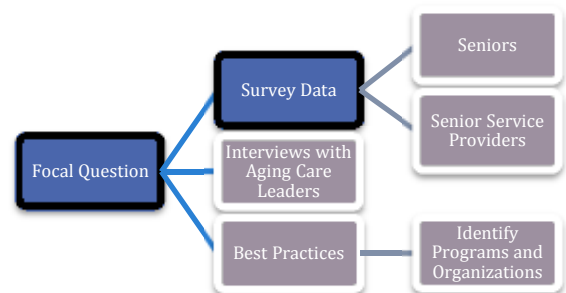 Seniors
Survey Data
Senior Service
Providers
Focal Question
Interviews with
Aging Care
Leaders
Best Practices
Identify
Programs and
Organizations